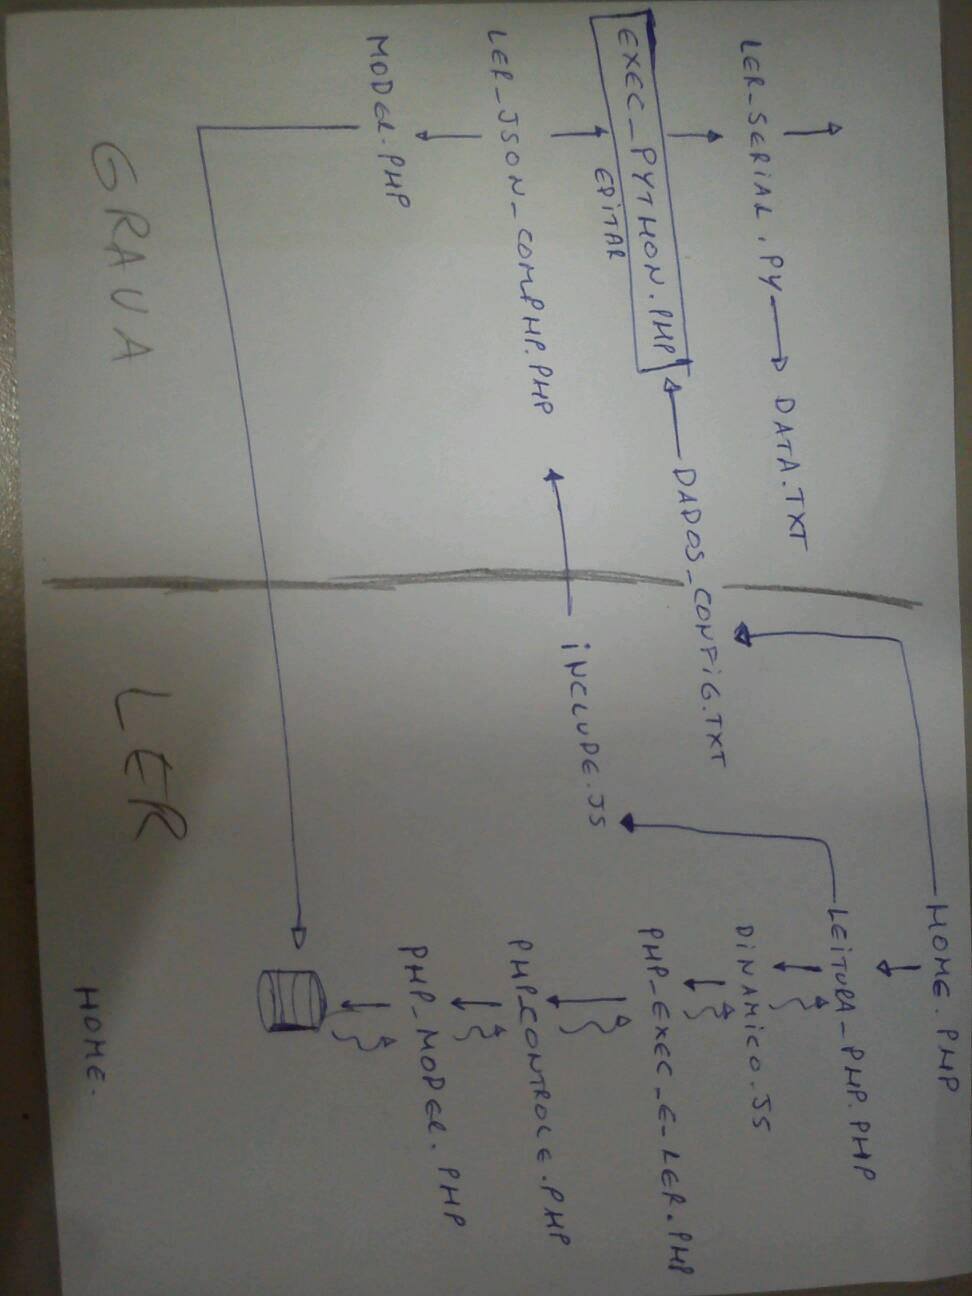 HOME.PHP
LEITURA_PHP.PHP
LER_SERIAL.PY
DATA.TXT
DINAMICO.JS
DADOS_CONFIG.TXT
EXEC_PYTHON.PHP
EDITAR
PHP_EXEC_E_LER.PHP
INCLUDE.JS
LER_JSON_COMPHP.PHP
PHP_CONTROLE.PHP
MODEL.PHP
PHP_MODEL.PHP
GRAVA
LER
HOME.